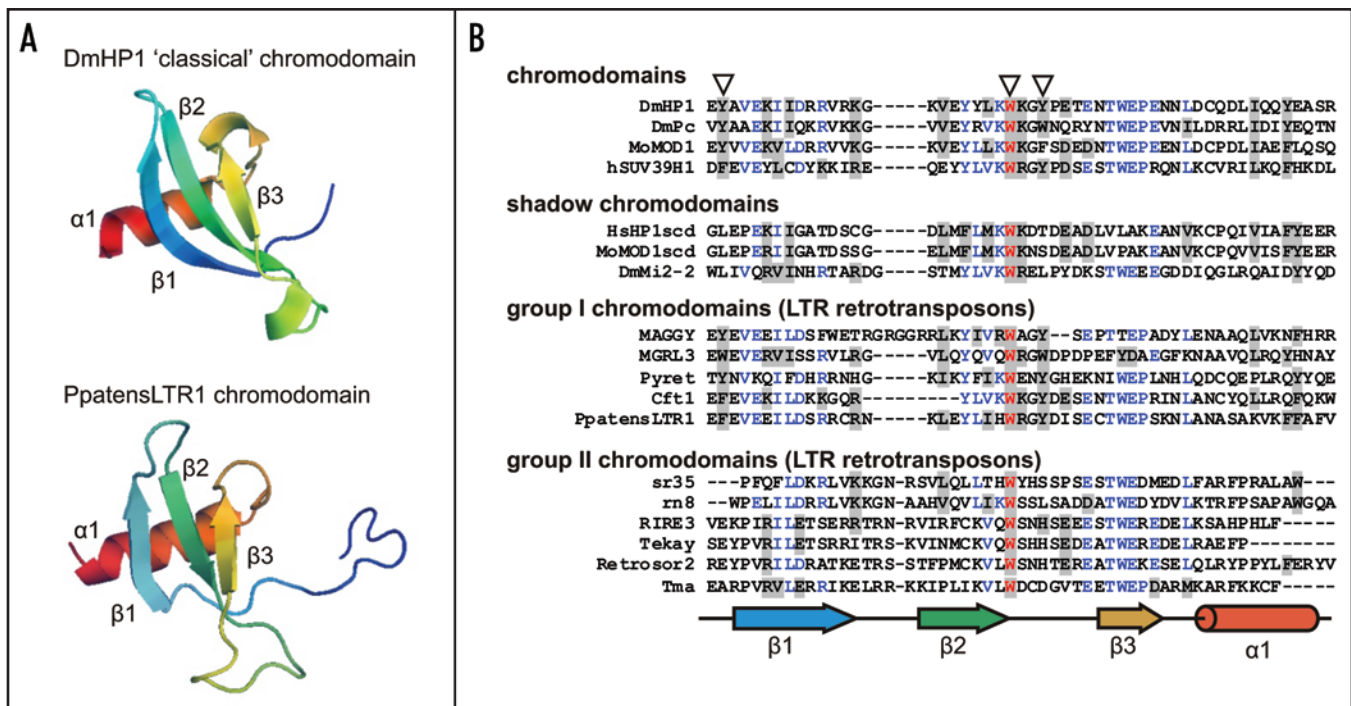 A
DmHP1 ‘classical’ chromodomain
β2
β3
α1
β1
PpatensLTR1 chromodomain
β2
α1
β3
β1
B
chromodomains
DmHP1 EYAVEKIIDRRVRKG-----KVEYYLKWKGYPETENTWEPENNLDCQDLIQQYEASR
DmPc VYAAEKIIQKRVKKG-----VVEYRVKWKGWNQRYNTWEPEVNILDRRLIDIYEQTN
MoMOD1 EYVVEKVLDRRVVKG-----KVEYLLKWKGFSDEDNTWEPEENLDCPDLIAEFLQSQ
hSUV39H1 DFEVEYLCDYKKIRE-----QEYYLVKWRGYPDSESTWEPRQNLKCVRILKQFHKDL
shadow chromodomains
HsHP1scd GLEPEKIIGATDSCG-----DLMFLMKWKDTDEADLVLAKEANVKCPQIVIAFYEER
MoMOD1scd GLEPERIIGATDSCG-----ELMFLMKWKNSDEADLVPAKEANVKCPQVVISFYEER
DmMi2-2 WLIVQRVINHRTARDG----STMYLVKWRELPYDKSTWEEEGDDIQGLRQAIDYYQD
group I chromodomains (LTR retrotransposons)
MAGGY EYEVEEILDSFWETRGRGGRRLKYIVRWAGY--SEPTTEPADYLENAAQLVKNFHRR
MGRL3 EWEVERVISSRVLRG-----VLQYQVQWRGWDPDPEFYDAEGFKNAAVQLRQYHNAY
Pyret TYNVKQIFDHRRNHG-----KIKYFIKWENYGHEKNIWEPLNHLQDCQEPLRQYYQE
Cft1 EFEVEKILDKKGQR---------YLVKWKGYDESENTWEPRINLANCYQLLRQFQKW
PpatensLTR1 EFEVEEILDSRRCRN-----KLEYLIHWRGYDISECTWEPSKNLANASAKVKFFAFV
group II chromodomains (LTR retrotransposons)
sr35 ---PFQFLDKRLVKKGN-RSVLQLLTHWYHSSPSESTWEDMEDLFARFPRALAW---
rn8 --WPELILDRRLVKKGN-AAHVQVLIKWKSLSADDATWEDYDVLKTRFPSAPAWGQA
RIRE3 VEKPIRILETSERRTRN-RVIRFCKVQWSNHSEEESTWEREDELKSAHPHLF-----
Tekay SEYPVRILETSRRITRS-KVINMCKVQWSHHSEDEATWEREDELRAEFP--------
Retrosor2 REYPVRILEATKRETRS-STFPMCKVLWSNHTEREATWEKESELQLRYPPYLFERYV
Tma EARPVRVLERRIKELRR-KKIPLIKVLWDCDGVTEETWEPDARMKARFKKCF-----
β1
β2
β3
α1